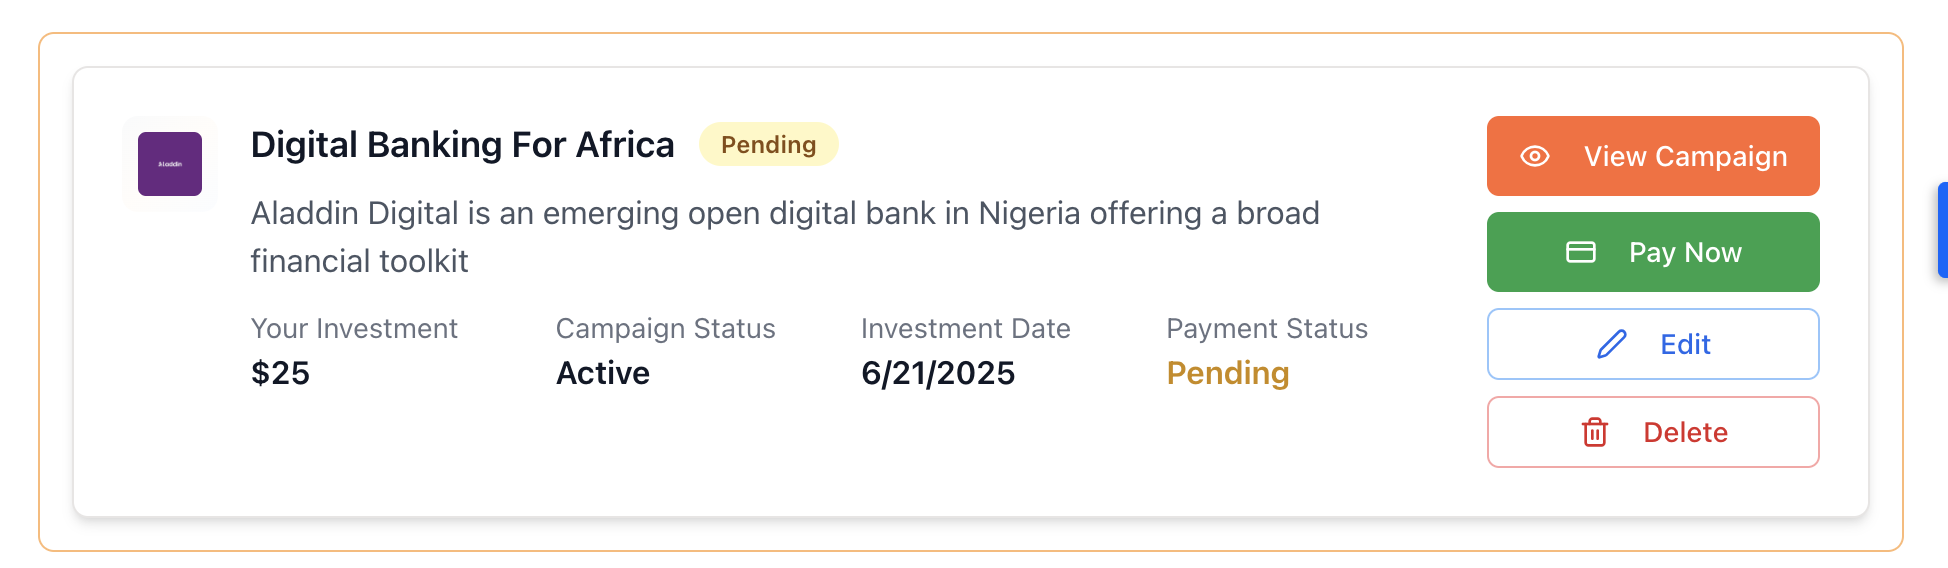 Aladdin
Digital Banking For Africa
Pending
Aladdin Digital is an emerging open digital bank in Nigeria offering a broad
financial toolkit
Your Investment
$25
Campaign Status
Active
Investment Date
6/21/2025
Payment Status
Pending
View Campaign
Pay Now
Edit
Delete